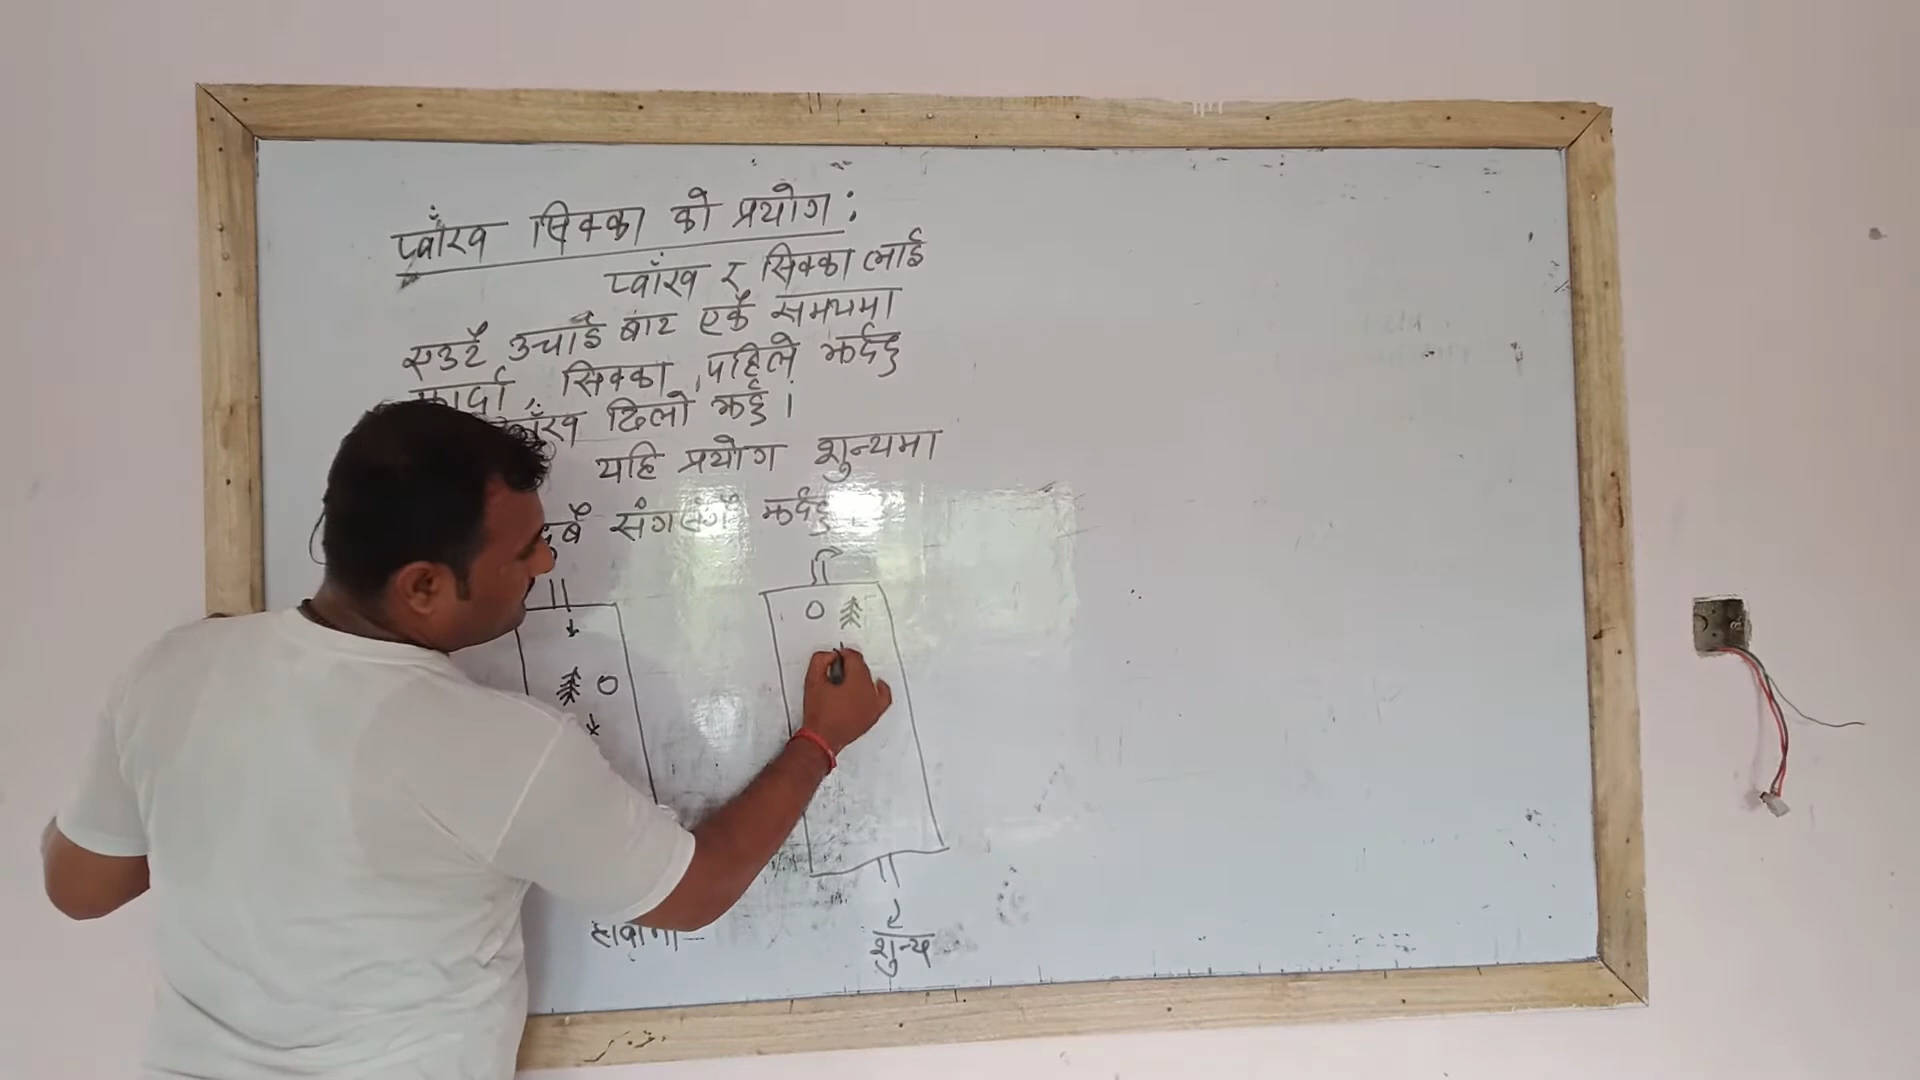 प्वाँख सिक्का को प्रयोग :
प्वाँख र सिक्का लाई
एउटै उचाई बाट एकै समयमा
सिक्का पहिले झर्दछ
ढिलो झर्छ ।
यहि प्रयोग शुन्यमा
दुबै संगसंगै झर्दछ
हावामा
शुन्य